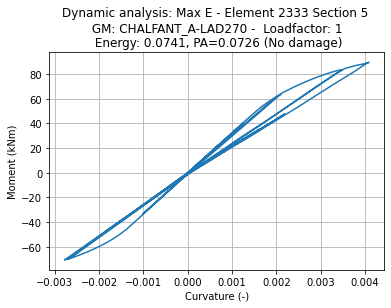 Dynamic analysis: Max E - Element 2333 Section 5
GM: CHALFANT_A-LAD270 -  Loadfactor: 1
Energy: 0.0741, PA=0.0726 (No damage)
80
60
40
20
0
−20
−40
−60
Moment (kNm)
−0.003 −0.002 −0.001 0.000 0.001 0.002 0.003 0.004
Curvature (-)